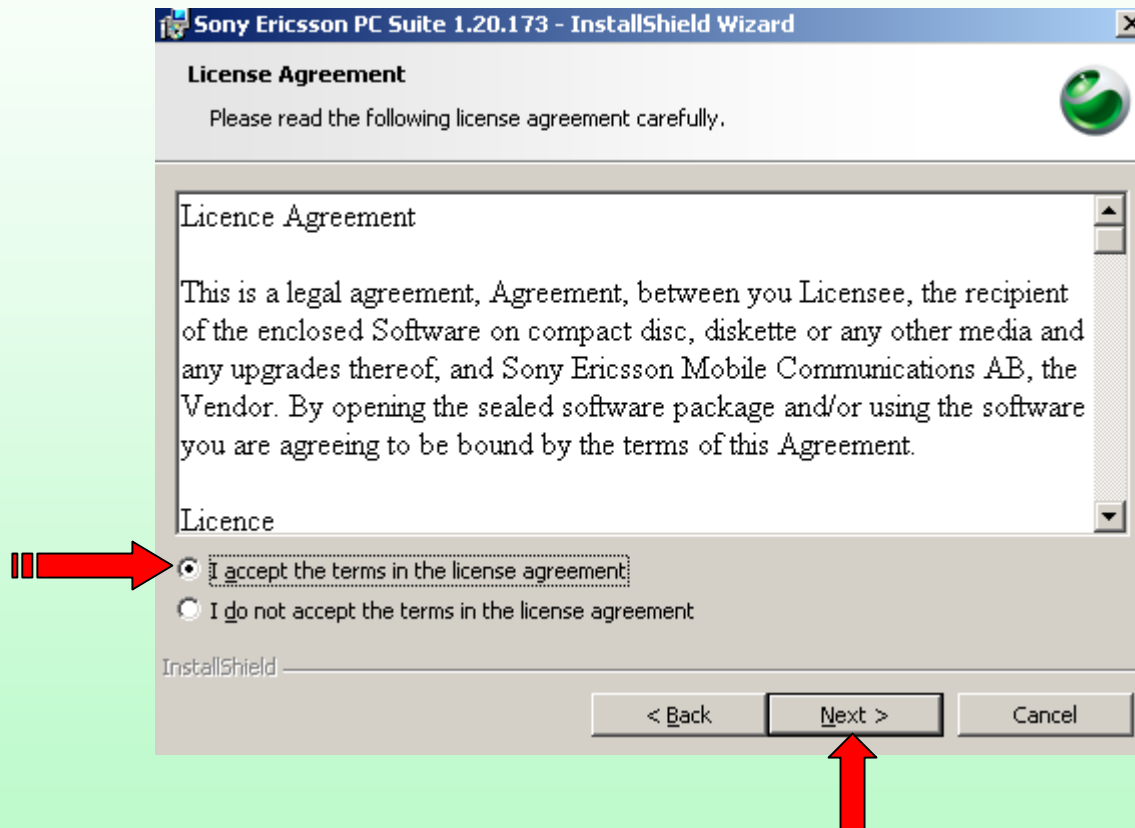 Sony Ericsson PC Suite 1.20.173 - InstallShield Wizard
License Agreement
Please read the following license agreement carefully.
Licence Agreement
This is a legal agreement, Agreement, between you Licensee, the recipient
of the enclosed Software on compact disc, diskette or any other media and
any upgrades thereof, and Sony Ericsson Mobile Communications AB, the
Vendor. By opening the sealed software package and/or using the software
you are agreeing to be bound by the terms of this Agreement.
Licence
I accept the terms in the license agreement
I do not accept the terms in the license agreement
InstallShield
< Back Next > Cancel